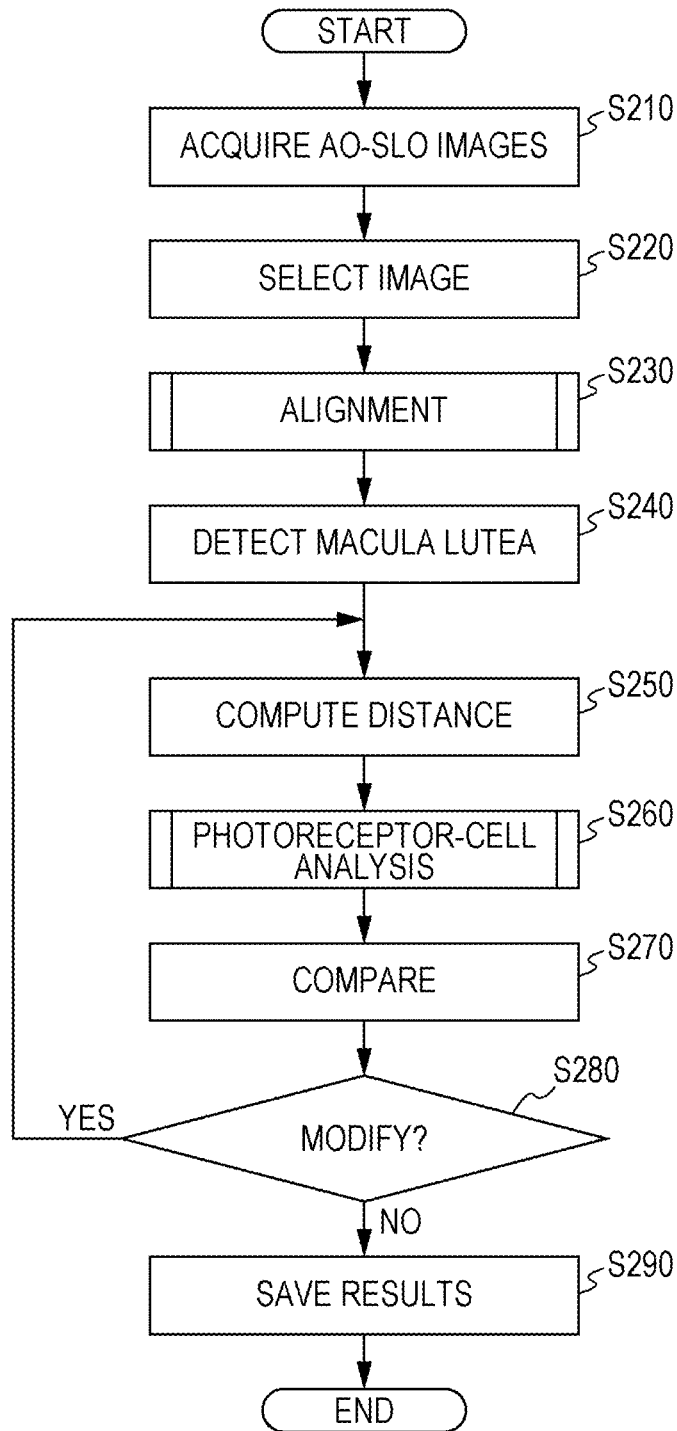 START
ACQUIRE AO-SLO IMAGES
S210
SELECT IMAGE
S220
ALIGNMENT
S230
DETECT MACULA LUTEA
S240
COMPUTE DISTANCE
S250
PHOTORECEPTOR-CELL
ANALYSIS
S260
COMPARE
S270
MODIFY?
S280
YES
NO
SAVE RESULTS
S290
END